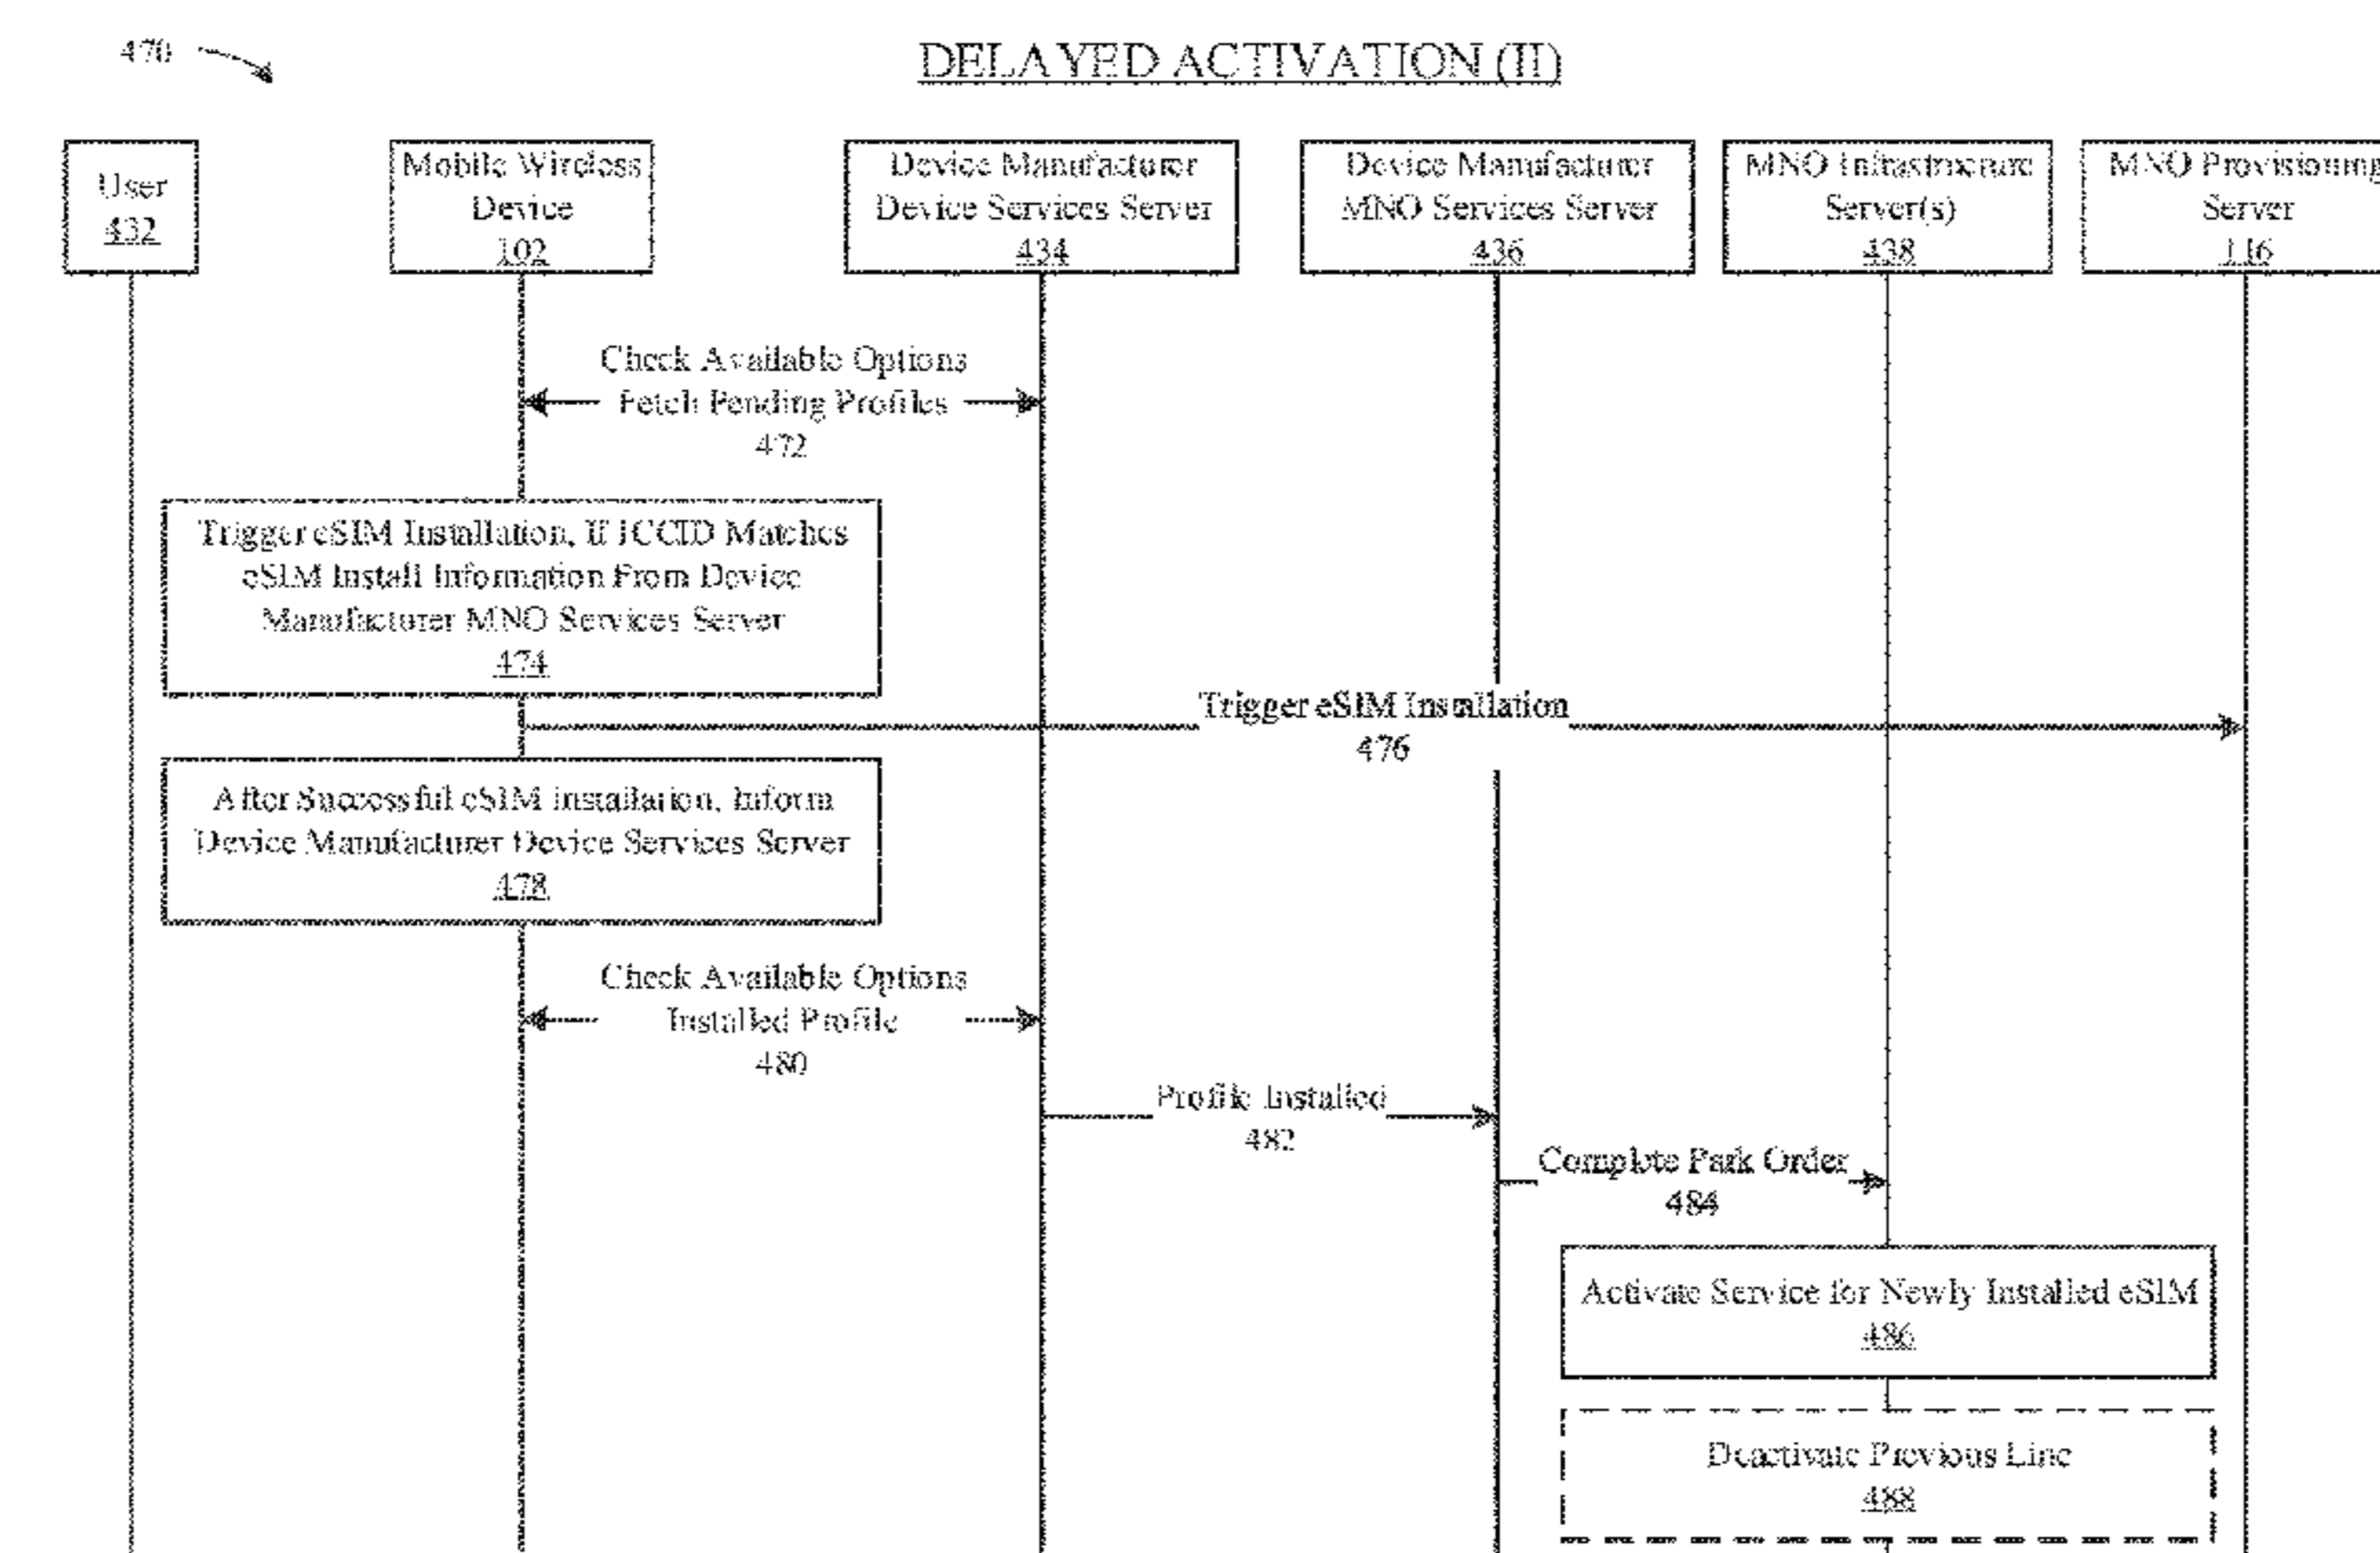 470
DELAYED ACTIVATION (II)
User
432
Mobile Wireless
Device
102
Device Manufacturer
Device Services Server
434
Device Manufacturer
MNO Services Server
436
MNO Infrastructure
Server(s)
438
MNO Provisioning
Server
116
Check Available Options
Fetch Pending Profiles
472
Trigger eSIM Installation, If ICCID Matches
eSIM Install Information From Device
Manufacturer MNO Services Server
474
Trigger eSIM Installation
476
After Successful eSIM installation, Inform
Device Manufacturer Device Services Server
478
Check Available Options
Installed Profile
480
Profile Installed
482
Complete Park Order
484
Activate Service for Newly Installed eSIM
486
Deactivate Previous Line
488